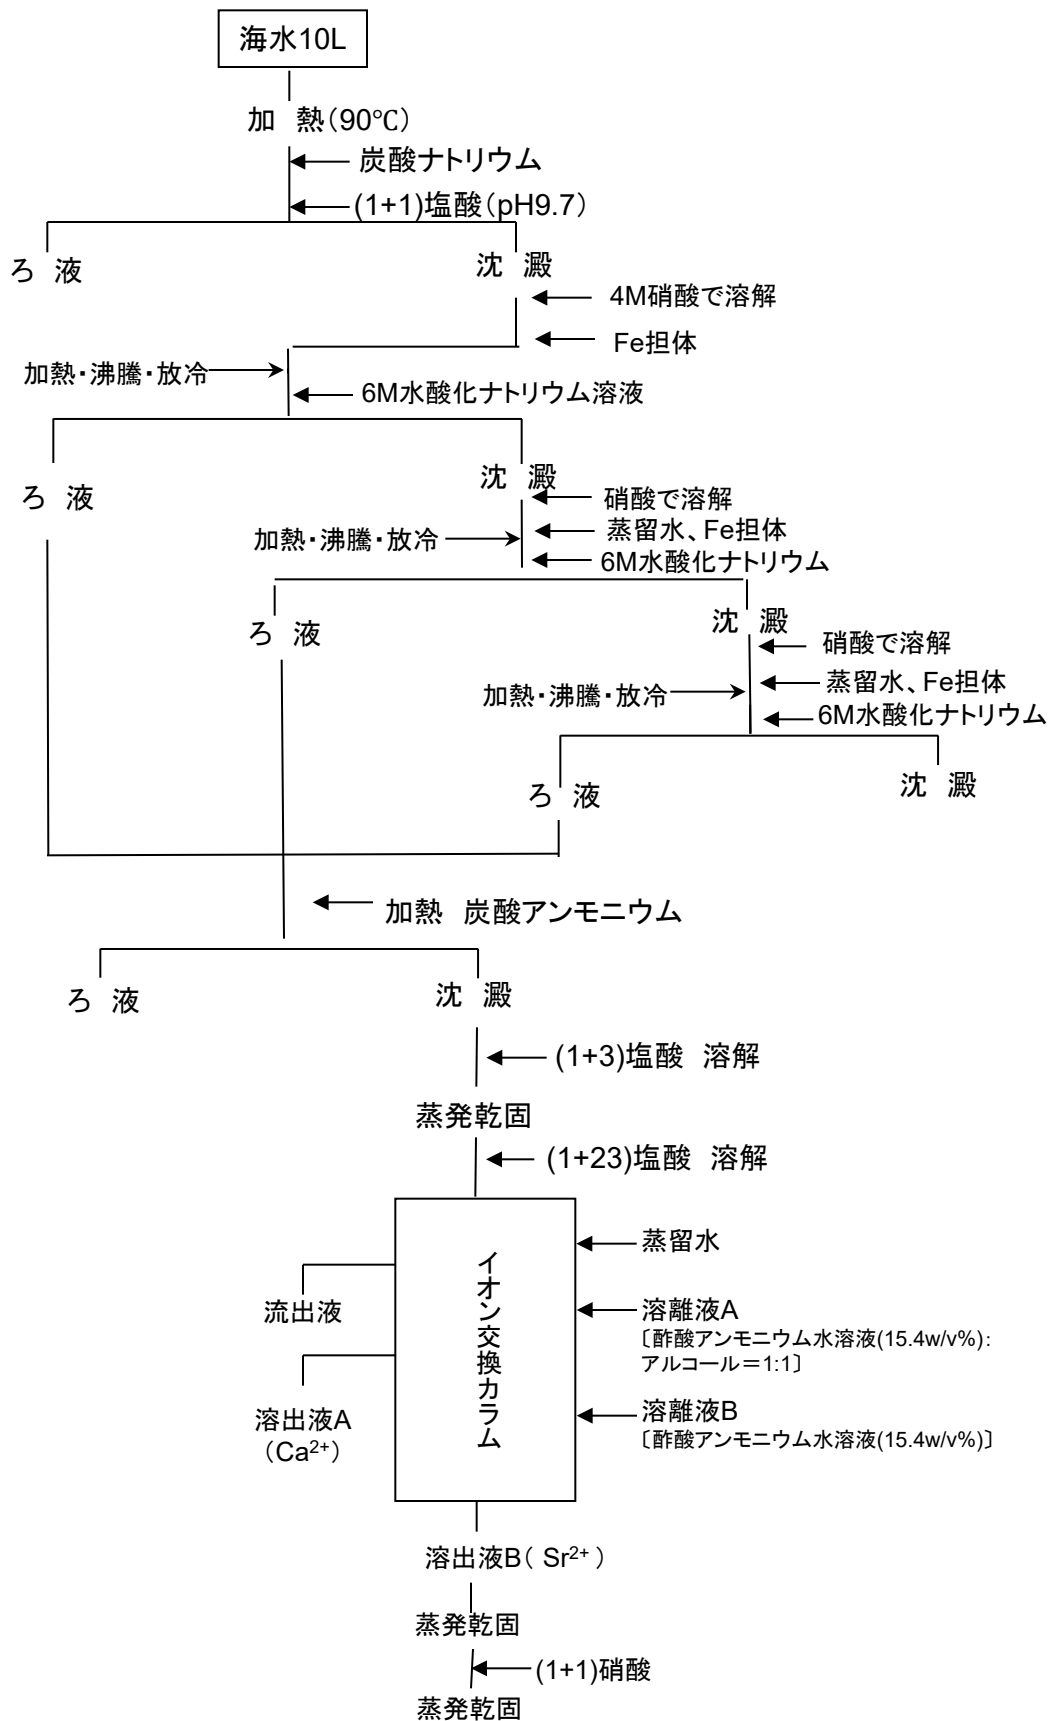 海水10L
加　熱（90℃）
炭酸ナトリウム
(1+1)塩酸（pH9.7）
ろ　液
沈　澱
4M硝酸で溶解
Fe担体
加熱・沸騰・放冷
6M水酸化ナトリウム溶液
ろ　液
沈　澱
硝酸で溶解
加熱・沸騰・放冷
蒸留水、Fe担体
6M水酸化ナトリウム
ろ　液
沈　澱
硝酸で溶解
加熱・沸騰・放冷
蒸留水、Fe担体
6M水酸化ナトリウム
ろ　液
沈　澱
加熱　炭酸アンモニウム
ろ　液
沈　澱
(1+3)塩酸　溶解
蒸発乾固
(1+23)塩酸　溶解
イオン交換カラム
蒸留水
流出液
溶離液A
〔酢酸アンモニウム水溶液(15.4w/v%)：
アルコール＝1:1〕
溶出液A
（Ca²⁺）
溶離液B
〔酢酸アンモニウム水溶液(15.4w/v%)〕
溶出液B（ Sr²⁺ ）
蒸発乾固
(1+1)硝酸
蒸発乾固